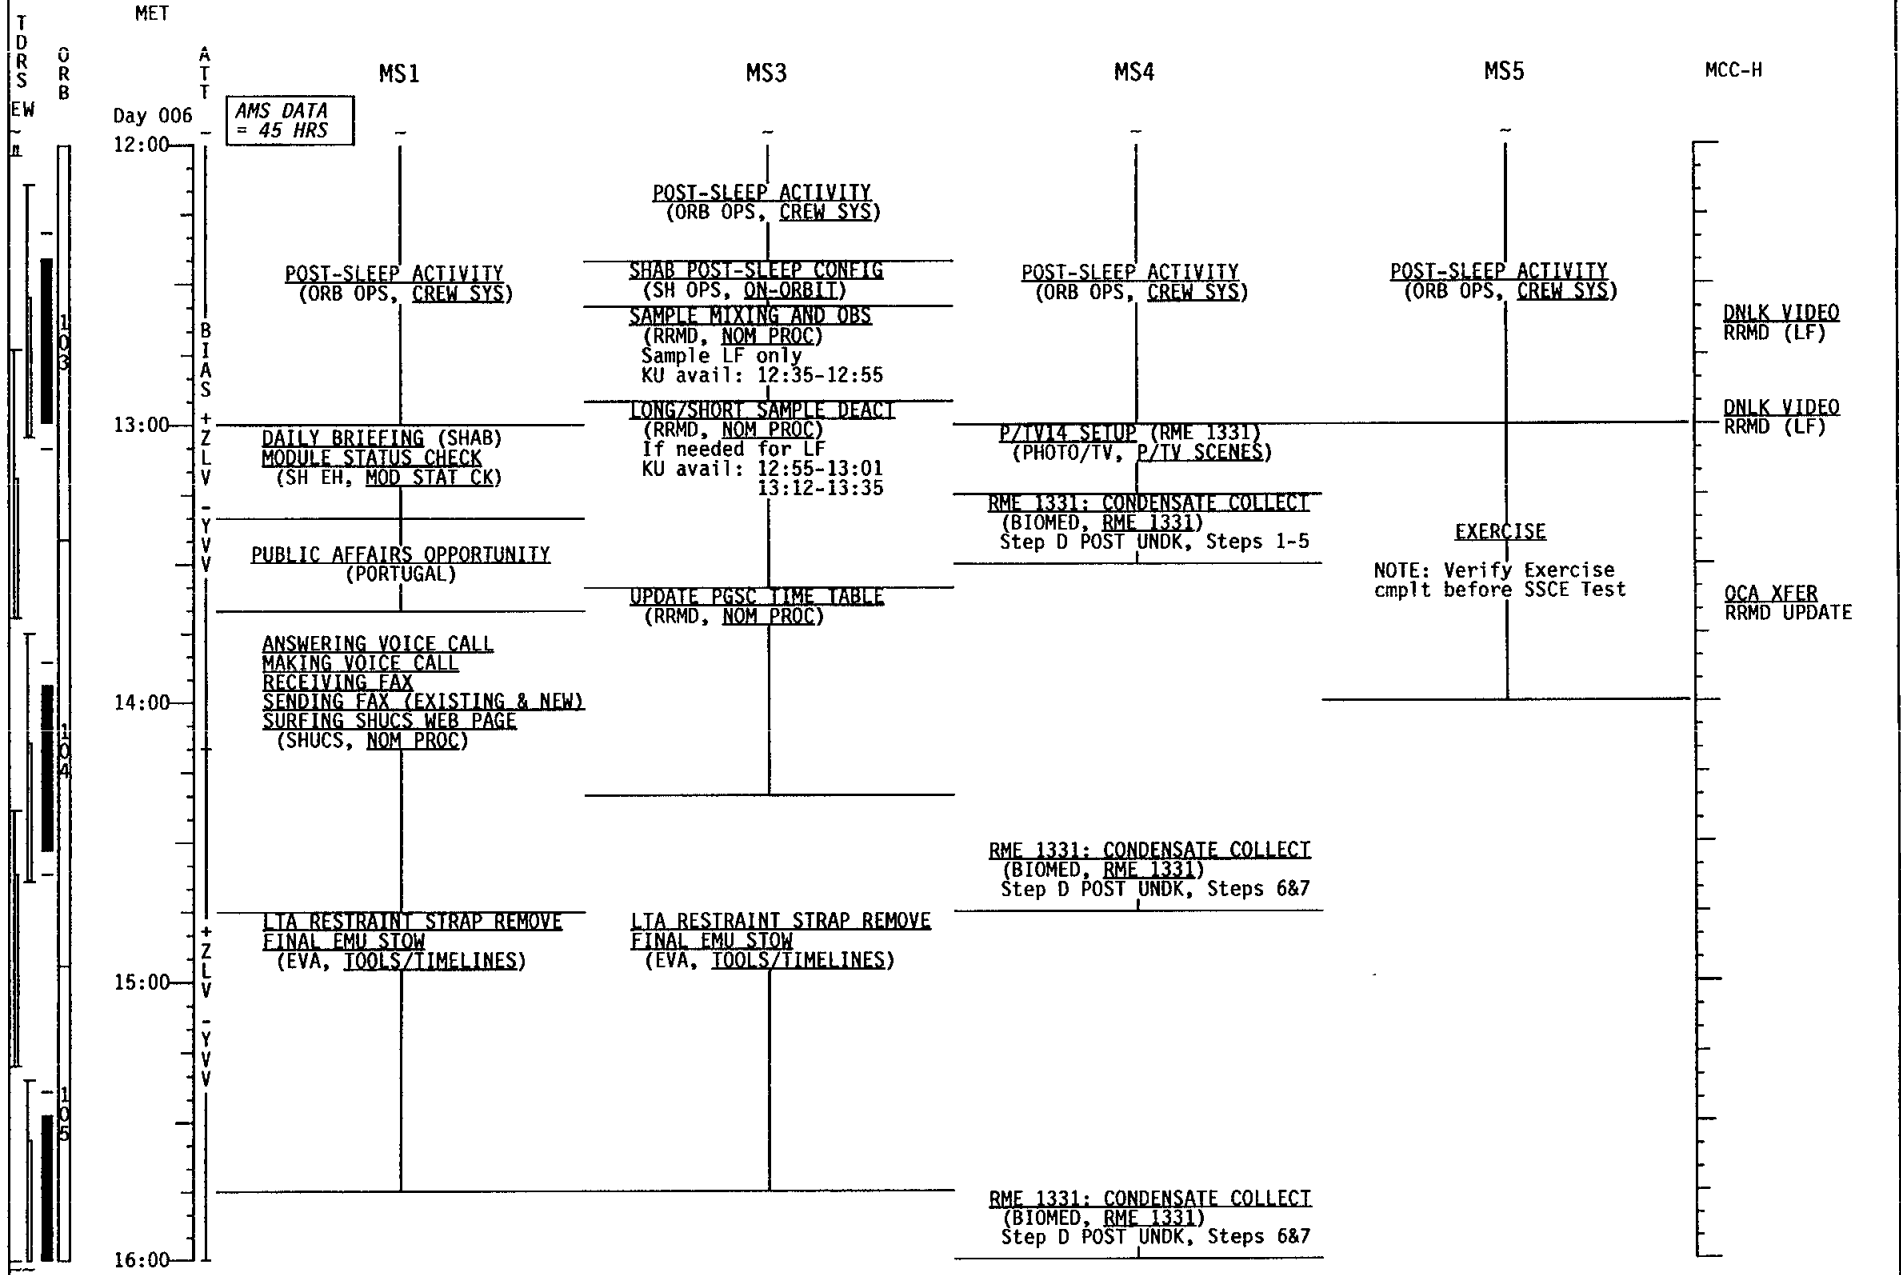 MET
TDRS
ORB
ATT
MS1
MS3
MS4
MS5
MCC-H
EW
Day 006
AMS DATA
= 45 HRS
12:00
POST-SLEEP ACTIVITY
(ORB OPS, CREW SYS)
POST-SLEEP ACTIVITY
(ORB OPS, CREW SYS)
SHAB POST-SLEEP CONFIG
(SH OPS, ON-ORBIT)
POST-SLEEP ACTIVITY
(ORB OPS, CREW SYS)
POST-SLEEP ACTIVITY
(ORB OPS, CREW SYS)
SAMPLE MIXING AND OBS
(RRMD, NOM PROC)
Sample LF only
KU avail: 12:35-12:55
DNLK VIDEO
RRMD (LF)
103
BIAS +ZLV -YVV
LONG/SHORT SAMPLE DEACT
(RRMD, NOM PROC)
If needed for LF
KU avail: 12:55-13:01
13:12-13:35
DNLK VIDEO
RRMD (LF)
13:00
DAILY BRIEFING (SHAB)
MODULE STATUS CHECK
(SH EH, MOD STAT CK)
P/TV14 SETUP (RME 1331)
(PHOTO/TV, P/TV SCENES)
RME 1331: CONDENSATE COLLECT
(BIOMED, RME 1331)
Step D POST UNDK, Steps 1-5
EXERCISE
NOTE: Verify Exercise
cmplt before SSCE Test
PUBLIC AFFAIRS OPPORTUNITY
(PORTUGAL)
UPDATE PGSC TIME TABLE
(RRMD, NOM PROC)
OCA XFER
RRMD UPDATE
ANSWERING VOICE CALL
MAKING VOICE CALL
RECEIVING FAX
SENDING FAX (EXISTING & NEW)
SURFING SHUCS WEB PAGE
(SHUCS, NOM PROC)
14:00
104
RME 1331: CONDENSATE COLLECT
(BIOMED, RME 1331)
Step D POST UNDK, Steps 6&7
LTA RESTRAINT STRAP REMOVE
FINAL EMU STOW
(EVA, TOOLS/TIMELINES)
LTA RESTRAINT STRAP REMOVE
FINAL EMU STOW
(EVA, TOOLS/TIMELINES)
+ZLV -YVV
15:00
105
RME 1331: CONDENSATE COLLECT
(BIOMED, RME 1331)
Step D POST UNDK, Steps 6&7
16:00